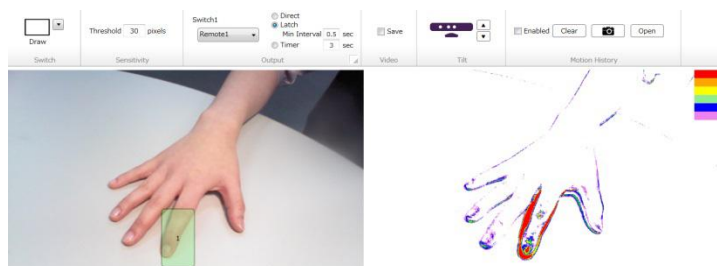 Draw
Switch
Threshold 30 pixels
Sensitivity
Switch1
Remote1
Direct
Latch
Min Interval 0.5 sec
Timer 3 sec
Output
Save
Video
Tilt
Enabled Clear Open
Motion History
1